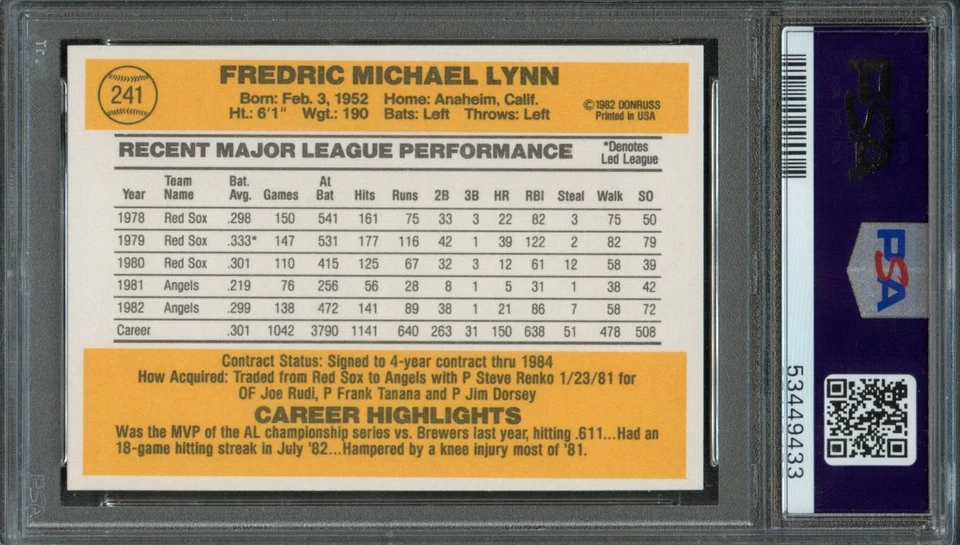 241
FREDRIC MICHAEL LYNN
Born: Feb. 3, 1952 Home: Anaheim, Calif.
Ht.: 6'1" Wgt.: 190 Bats: Left Throws: Left
©1982 DONRUSS
Printed in USA
RECENT MAJOR LEAGUE PERFORMANCE
*Denotes
Led League
Year Team Name Bat. Avg. Games At Bat Hits Runs 2B 3B HR RBI Steal Walk SO
1978 Red Sox .298 150 541 161 75 33 3 22 82 3 75 50
1979 Red Sox .333* 147 531 177 116 42 1 39 122 2 82 79
1980 Red Sox .301 110 415 125 67 32 3 12 61 12 58 39
1981 Angels .219 76 256 56 28 8 1 5 31 1 38 42
1982 Angels .299 138 472 141 89 38 1 21 86 7 58 72
Career .301 1042 3790 1141 640 263 31 150 638 51 478 508
Contract Status: Signed to 4-year contract thru 1984
How Acquired: Traded from Red Sox to Angels with P Steve Renko 1/23/81 for
OF Joe Rudi, P Frank Tanana and P Jim Dorsey
CAREER HIGHLIGHTS
Was the MVP of the AL championship series vs. Brewers last year, hitting .611...Had an
18-game hitting streak in July '82...Hampered by a knee injury most of '81.
PSA
PSA
53449433
PSA